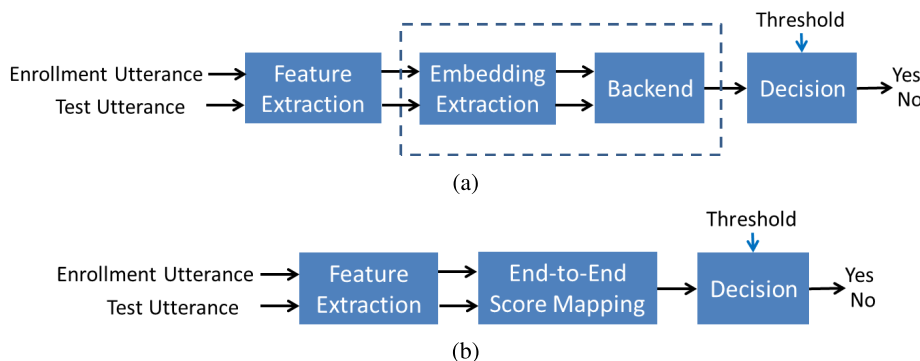 Threshold
Enrollment Utterance
Test Utterance
Feature
Extraction
Embedding
Extraction
Backend
Decision
Yes
No
(a)
Threshold
Enrollment Utterance
Test Utterance
Feature
Extraction
End-to-End
Score Mapping
Decision
Yes
No
(b)